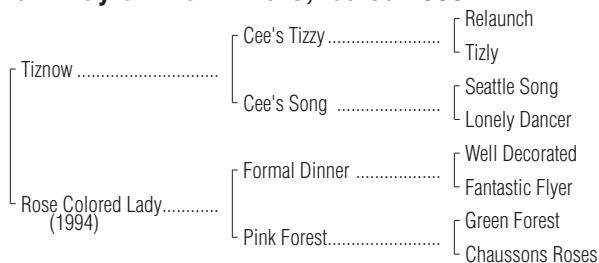 Relaunch
Cee's Tizzy ........................
Tizly
Tiznow ..............................
Seattle Song
Cee's Song ......................
Lonely Dancer
Well Decorated
Formal Dinner ..................
Fantastic Flyer
Rose Colored Lady............
(1994)
Green Forest
Pink Forest........................
Chaussons Roses